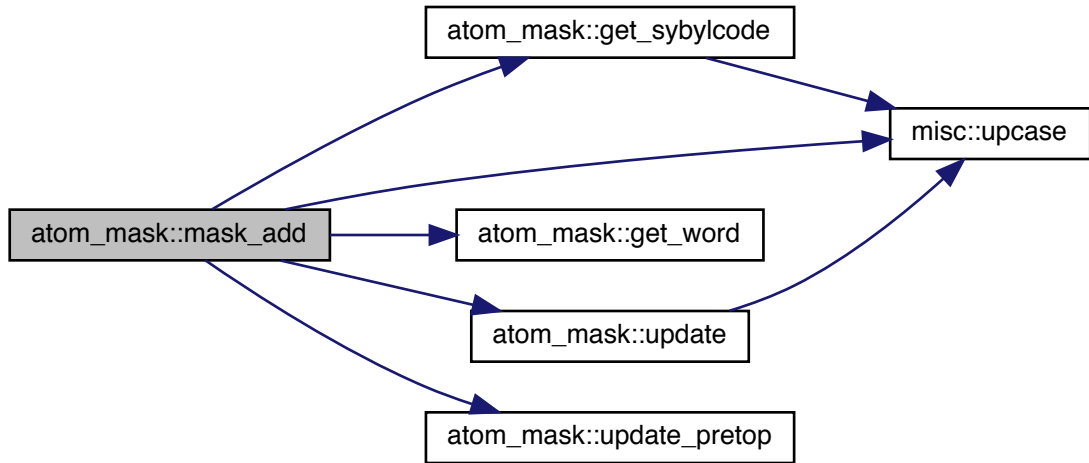 atom_mask::get_sybylcode
misc::upcase
atom_mask::mask_add
atom_mask::get_word
atom_mask::update
atom_mask::update_pretop